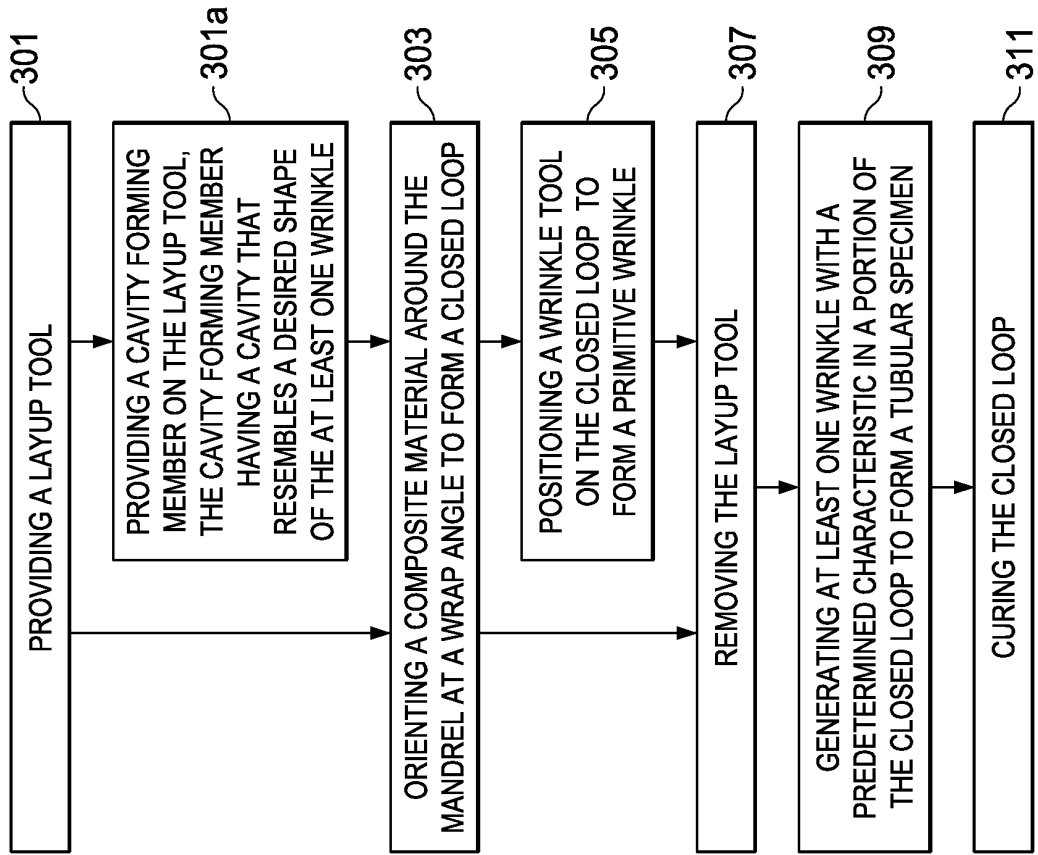 PROVIDING A LAYUP TOOL
301
PROVIDING A CAVITY FORMING
MEMBER ON THE LAYUP TOOL,
THE CAVITY FORMING MEMBER
HAVING A CAVITY THAT
RESEMBLES A DESIRED SHAPE
OF THE AT LEAST ONE WRINKLE
301a
ORIENTING A COMPOSITE MATERIAL AROUND THE
MANDREL AT A WRAP ANGLE TO FORM A CLOSED LOOP
303
POSITIONING A WRINKLE TOOL
ON THE CLOSED LOOP TO
FORM A PRIMITIVE WRINKLE
305
REMOVING THE LAYUP TOOL
307
GENERATING AT LEAST ONE WRINKLE WITH A
PREDETERMINED CHARACTERISTIC IN A PORTION OF
THE CLOSED LOOP TO FORM A TUBULAR SPECIMEN
309
CURING THE CLOSED LOOP
311